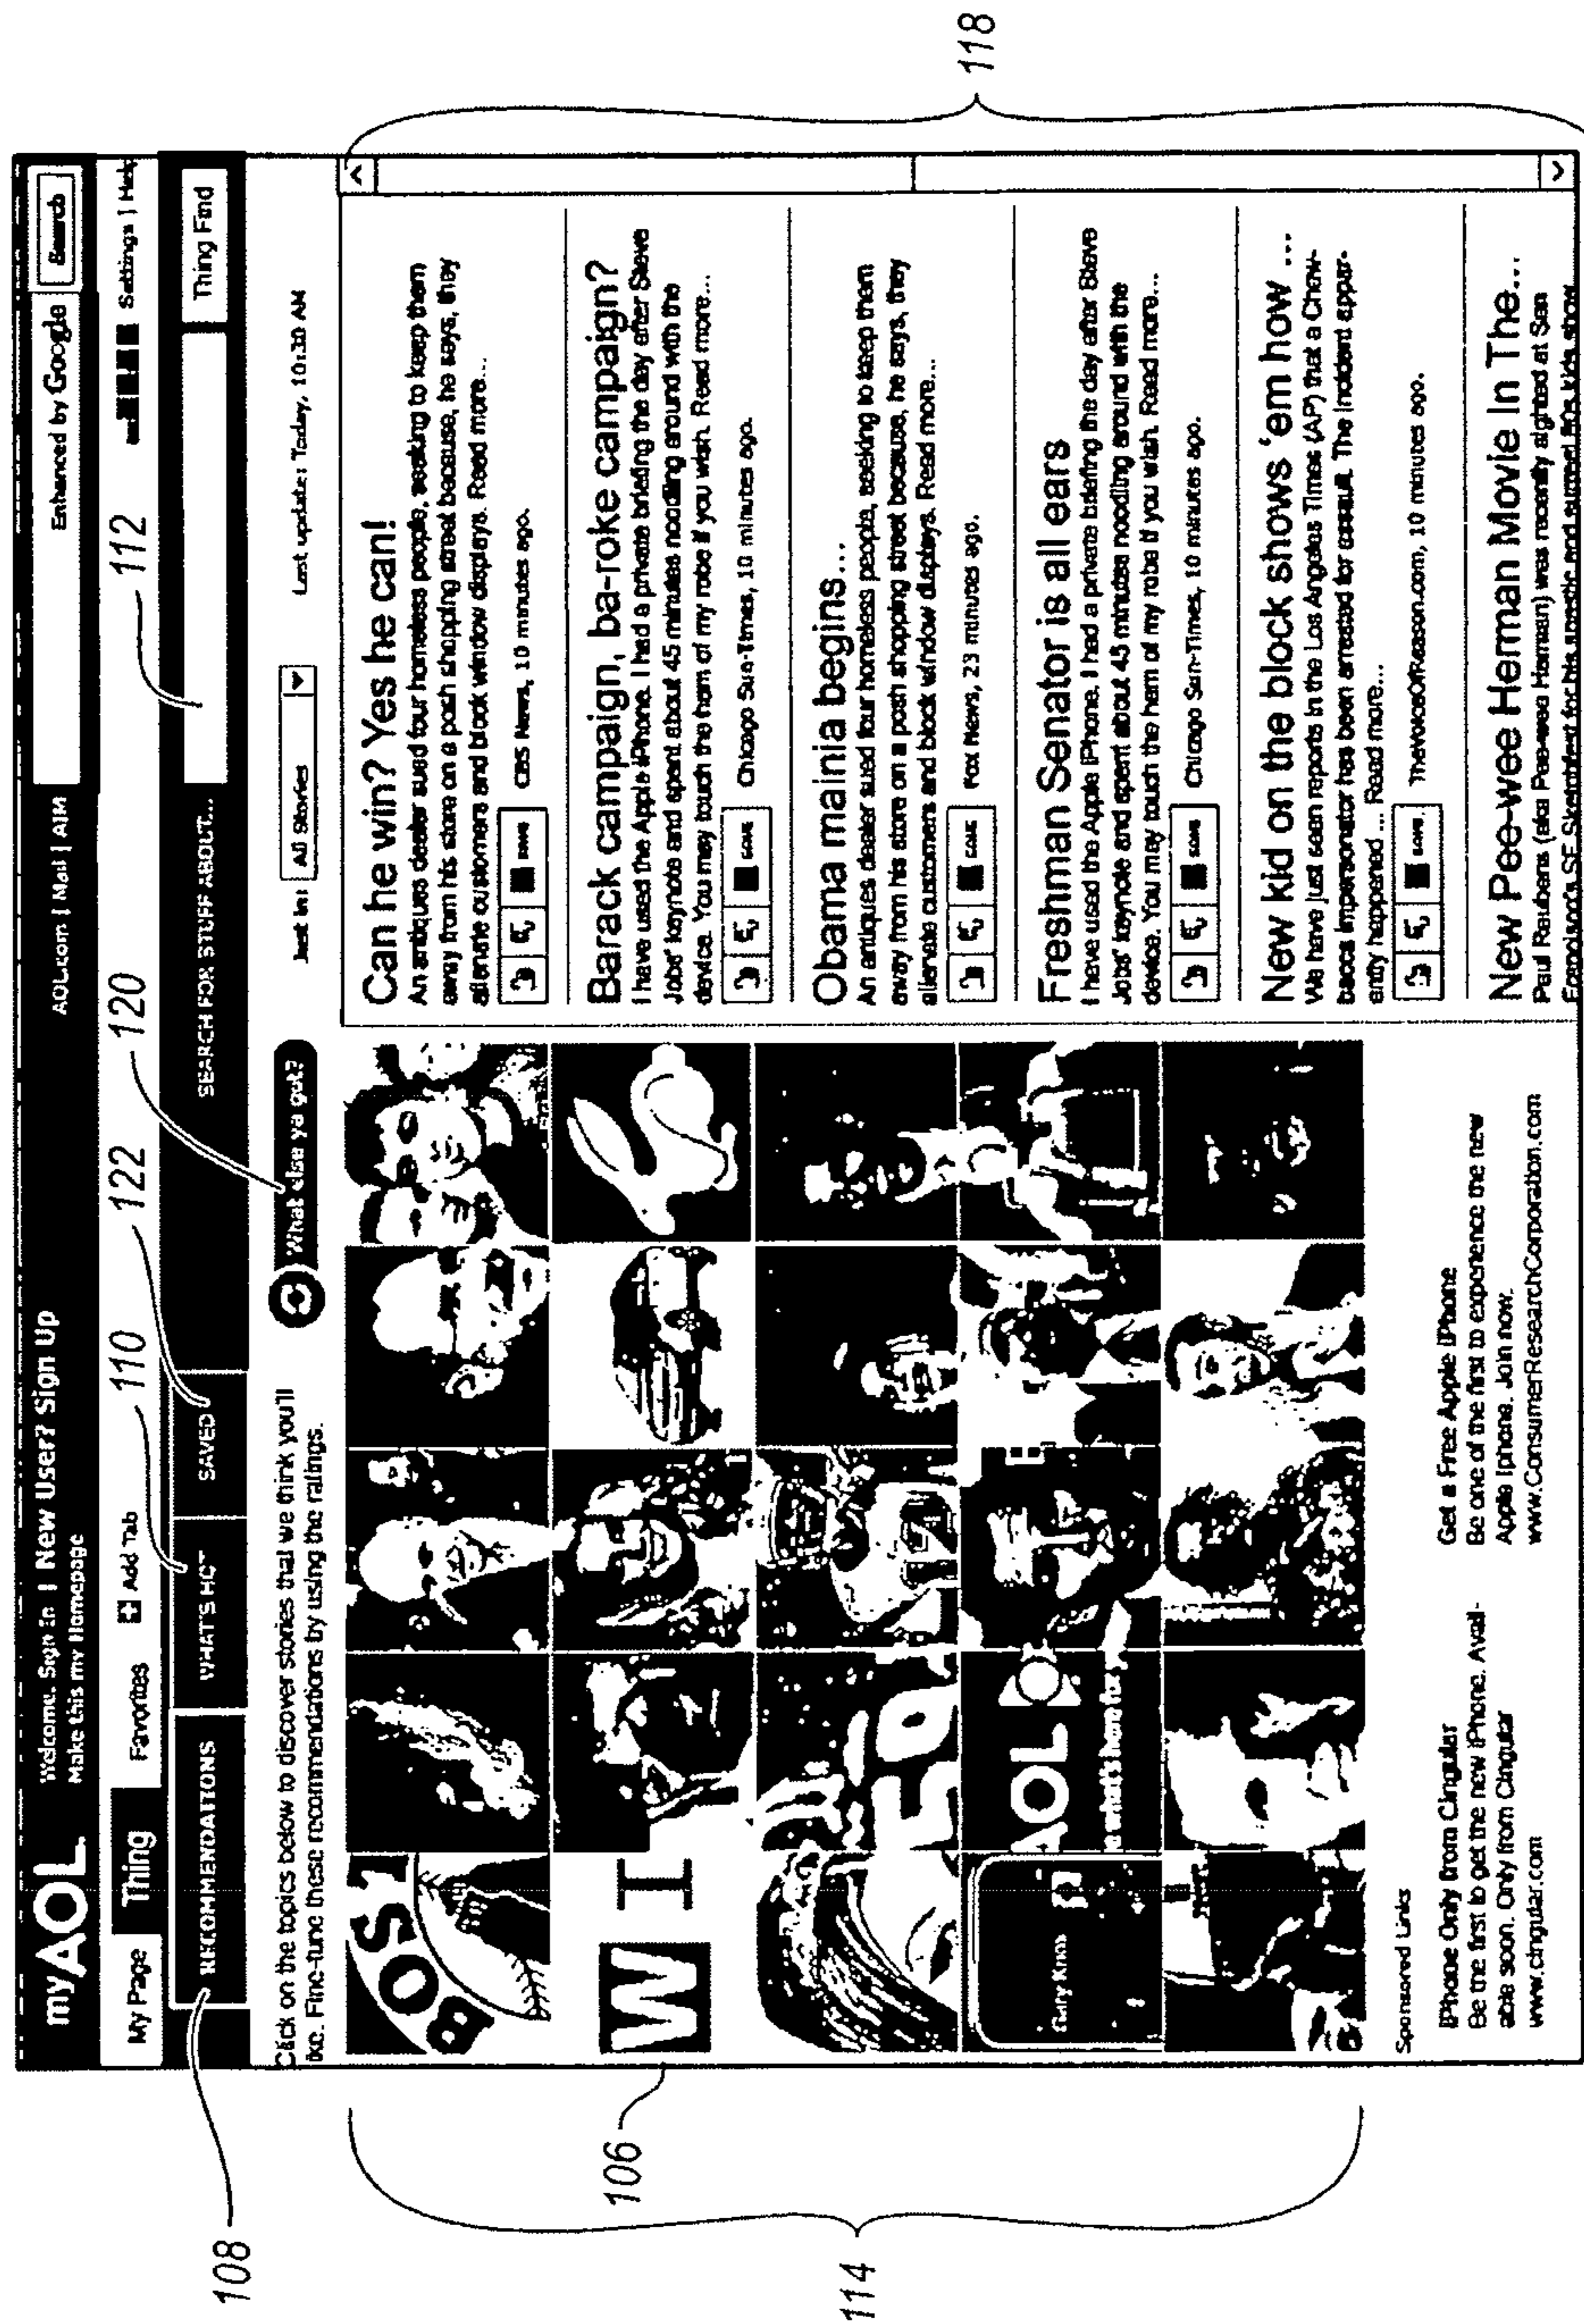 myAOL
Welcome. Sign In | New User? Sign Up
Make this my Homepage
AOL.com | Mail | AIM
Enhanced by Google
Search
My Page
Thing
Favorites
Add Tab
110
122
120
112
Settings | Help
108
RECOMMENDATIONS
WHAT'S HOT
SAVED
SEARCH FOR STUFF ABOUT...
Thing Find
Click on the topics below to discover stories that we think you'll
like. Fine-tune these recommendations by using the ratings.
What else ya got?
Just In:
All Stories
Last update: Today, 10:30 AM
114
106
BOST
W I
AOL
Gary Knox
Can he win? Yes he can!
An antiques dealer sued four homeless people, seeking to keep them
away from his store on a posh shopping street because, he says, they
alienate customers and block window displays. Read more...
SAVE
CBS News, 10 minutes ago.
Barack campaign, ba-roke campaign?
I have used the Apple iPhone. I had a private briefing the day after Steve
Jobs' keynote and spent about 45 minutes noodling around with the
device. You may touch the hem of my robe if you wish. Read more...
SAVE
Chicago Sun-Times, 10 minutes ago.
Obama mainia begins...
An antiques dealer sued four homeless people, seeking to keep them
away from his store on a posh shopping street because, he says, they
alienate customers and block window displays. Read more...
SAVE
Fox News, 23 minutes ago.
Freshman Senator is all ears
I have used the Apple iPhone. I had a private briefing the day after Steve
Jobs' keynote and spent about 45 minutes noodling around with the
device. You may touch the hem of my robe if you wish. Read more...
SAVE
Chicago Sun-Times, 10 minutes ago.
New kid on the block shows 'em how ...
We have just seen reports in the Los Angeles Times (AP) that a Chew-
bacca impersonator has been arrested for assault. The incident appar-
ently happened ... Read more...
SAVE
TheVoiceOfReason.com, 10 minutes ago.
New Pee-wee Herman Movie In The...
Paul Reubens (aka Pee-wee Herman) was recently sighted at San
118
Sponsored Links
iPhone Only from Cingular
Be the first to get the new iPhone. Avail-
able soon. Only from Cingular
www.cingular.com
Get a Free Apple iPhone
Be one of the first to experience the new
Apple Iphone. Join now.
www.ConsumerResearchCorporation.com